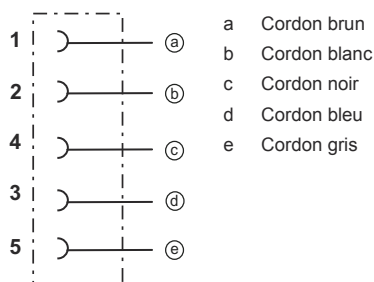 1 ⓐ
2 ⓑ
4 ⓒ
3 ⓓ
5 ⓔ
a Cordon brun
b Cordon blanc
c Cordon noir
d Cordon bleu
e Cordon gris